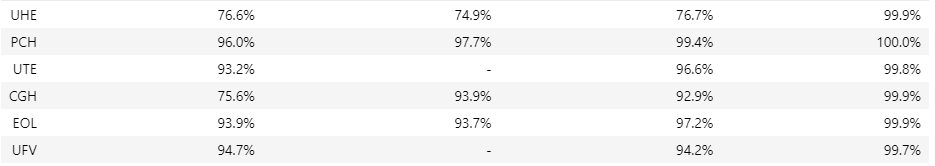 UHE 76.6% 74.9% 76.7% 99.9%
PCH 96.0% 97.7% 99.4% 100.0%
UTE 93.2% - 96.6% 99.8%
CGH 75.6% 93.9% 92.9% 99.9%
EOL 93.9% 93.7% 97.2% 99.9%
UFV 94.7% - 94.2% 99.7%